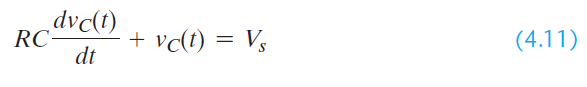 RC dv_C(t)/dt + v_C(t) = V_s (4.11)